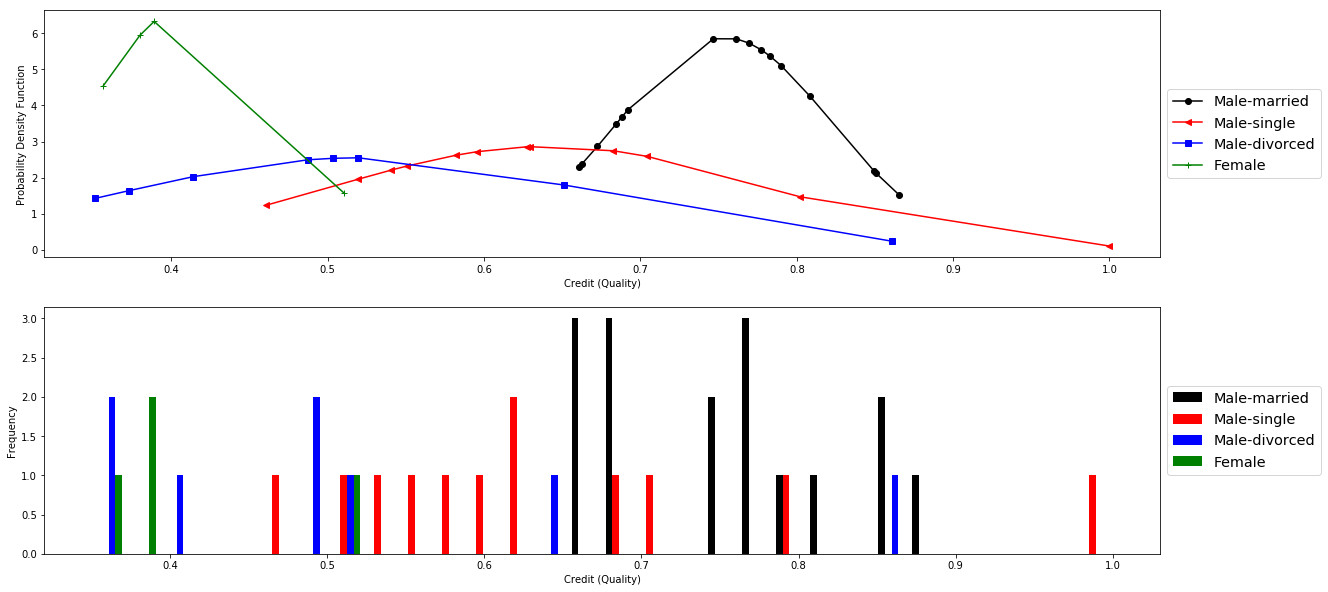 Probability Density Function
6
5
4
3
2
1
0
0.4 0.5 0.6 0.7 0.8 0.9 1.0
Credit (Quality)
Male-married
Male-single
Male-divorced
Female
Frequency
3.0
2.5
2.0
1.5
1.0
0.5
0.0
0.4 0.5 0.6 0.7 0.8 0.9 1.0
Credit (Quality)
Male-married
Male-single
Male-divorced
Female